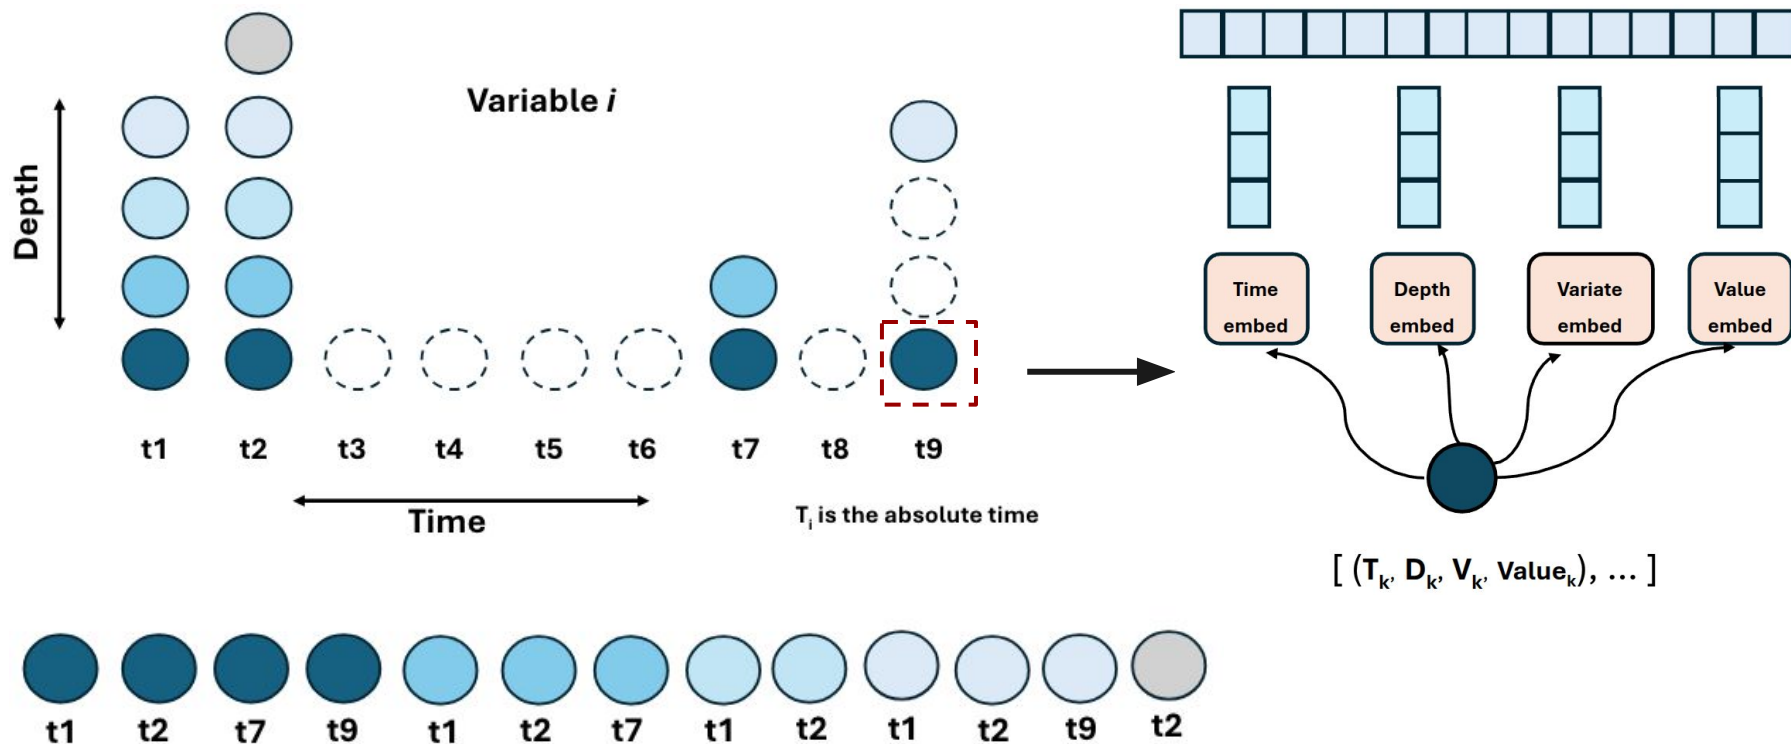 Variable i
Depth
t1 t2 t3 t4 t5 t6 t7 t8 t9
Time
Ti is the absolute time
Time
embed
Depth
embed
Variate
embed
Value
embed
[ (Tk, Dk, Vk, Valuek), ... ]
t1 t2 t7 t9 t1 t2 t7 t1 t2 t1 t2 t9 t2